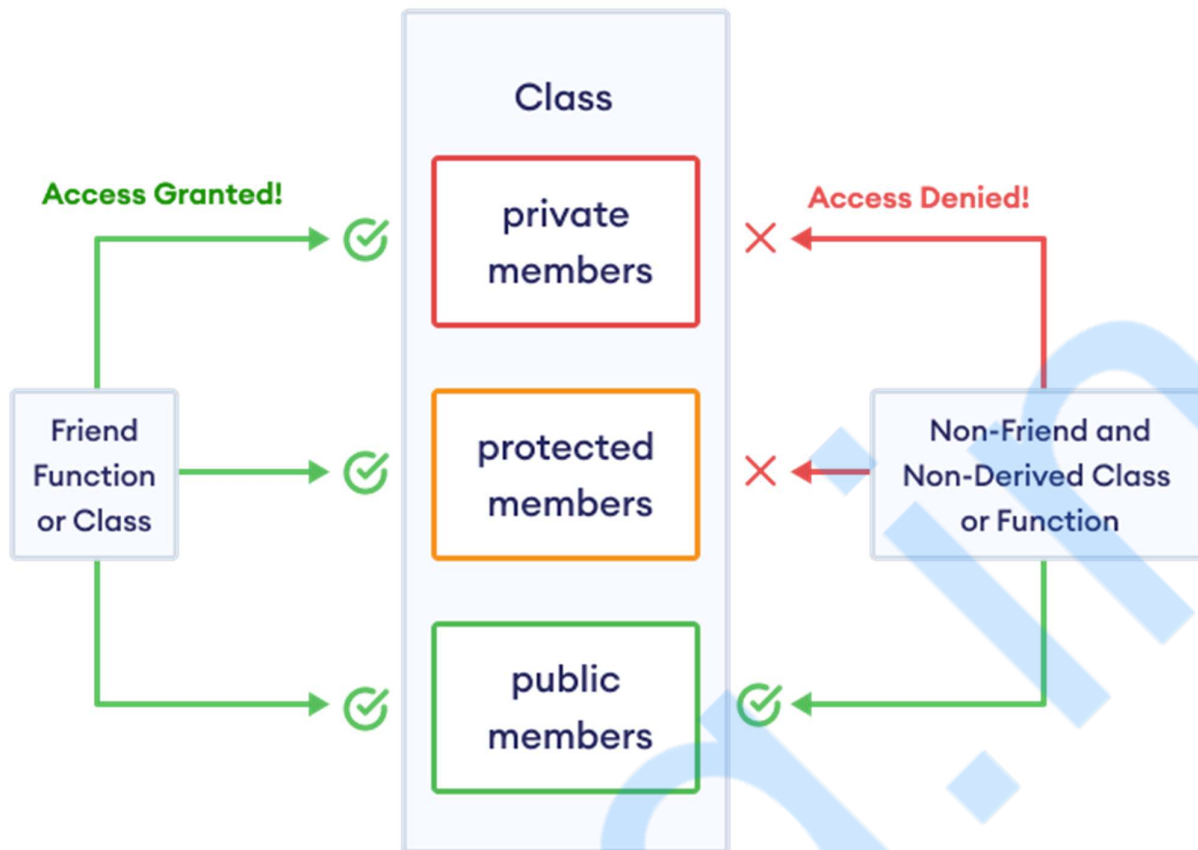 Class
Access Granted!
private
members
Access Denied!
Friend
Function
or Class
protected
members
Non-Friend and
Non-Derived Class
or Function
public
members